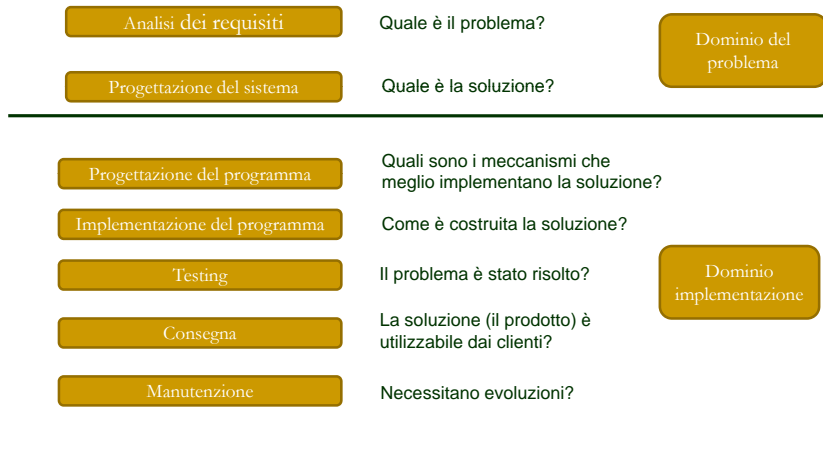 Analisi dei requisiti
Quale è il problema?
Dominio del
problema
Progettazione del sistema
Quale è la soluzione?
Progettazione del programma
Quali sono i meccanismi che
meglio implementano la soluzione?
Implementazione del programma
Come è costruita la soluzione?
Testing
Il problema è stato risolto?
Dominio
implementazione
Consegna
La soluzione (il prodotto) è
utilizzabile dai clienti?
Manutenzione
Necessitano evoluzioni?